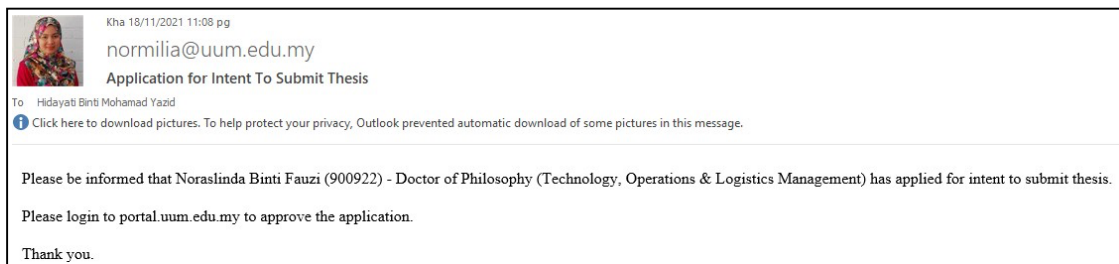 Kha 18/11/2021 11:08 pg
normilia@uum.edu.my
Application for Intent To Submit Thesis
To Hidayati Binti Mohamad Yazid
Click here to download pictures. To help protect your privacy, Outlook prevented automatic download of some pictures in this message.
Please be informed that Noraslinda Binti Fauzi (900922) - Doctor of Philosophy (Technology, Operations & Logistics Management) has applied for intent to submit thesis.
Please login to portal.uum.edu.my to approve the application.
Thank you.